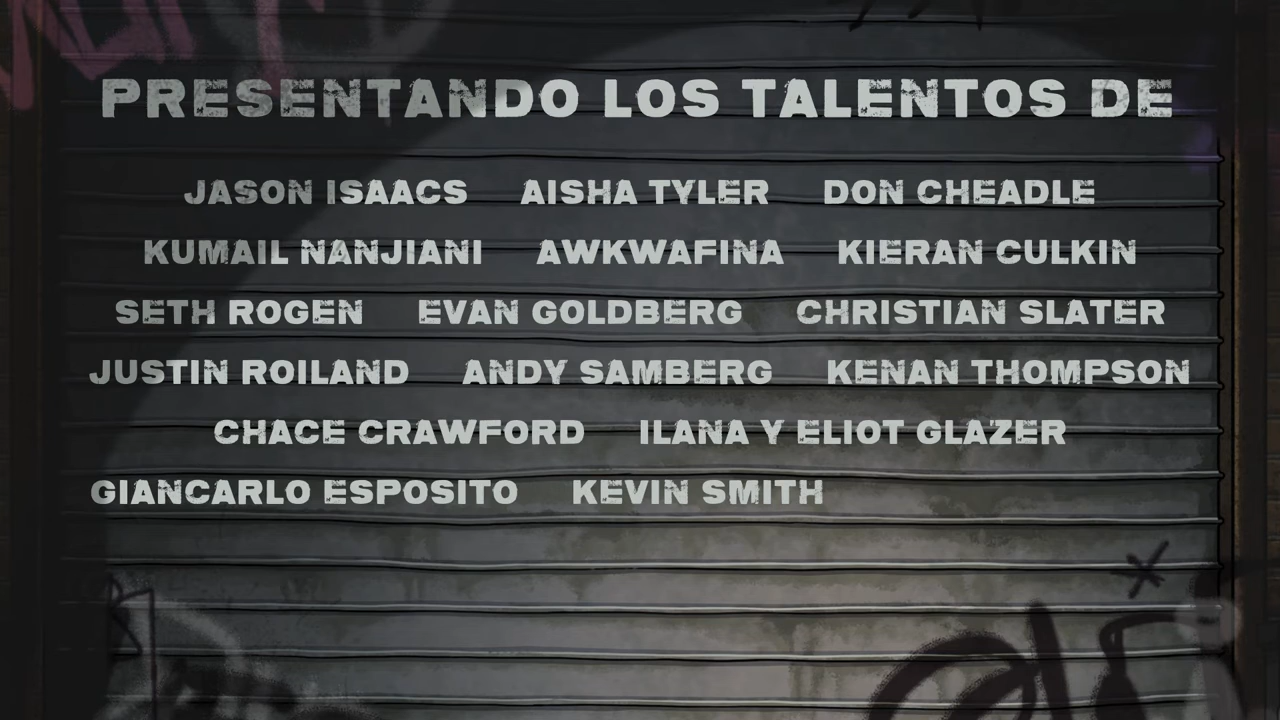 PRESENTANDO LOS TALENTOS DE
JASON ISAACS AISHA TYLER DON CHEADLE
KUMAIL NANJIANI AWKWAFINA KIERAN CULKIN
SETH ROGEN EVAN GOLDBERG CHRISTIAN SLATER
JUSTIN ROILAND ANDY SAMBERG KENAN THOMPSON
CHACE CRAWFORD ILANA Y ELIOT GLAZER
GIANCARLO ESPOSITO KEVIN SMITH